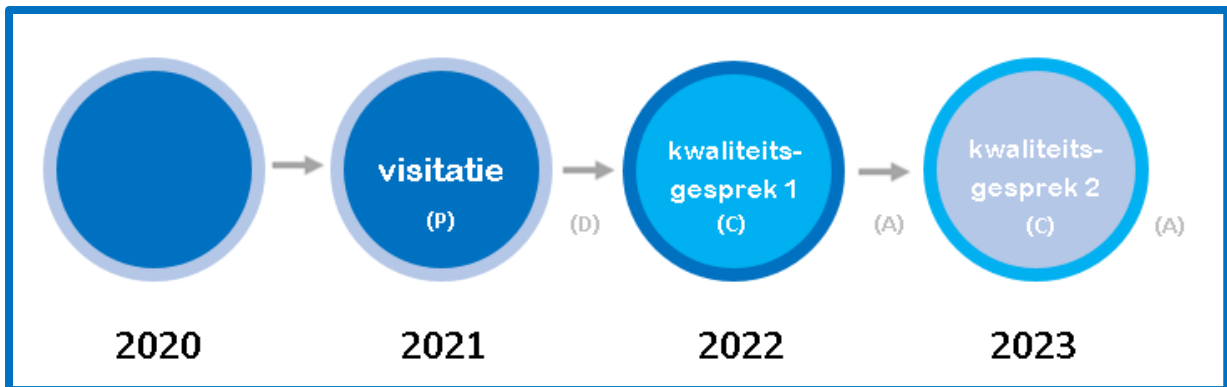 visitatie
(P)
(D)
kwaliteits-
gesprek 1
(C)
(A)
kwaliteits-
gesprek 2
(C)
(A)
2020 2021 2022 2023